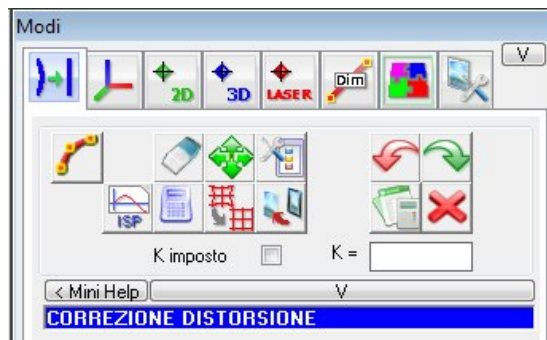 Modi
V
2D 3D LASER Dim
ISP
K imposto K =
< Mini Help V
CORREZIONE DISTORSIONE